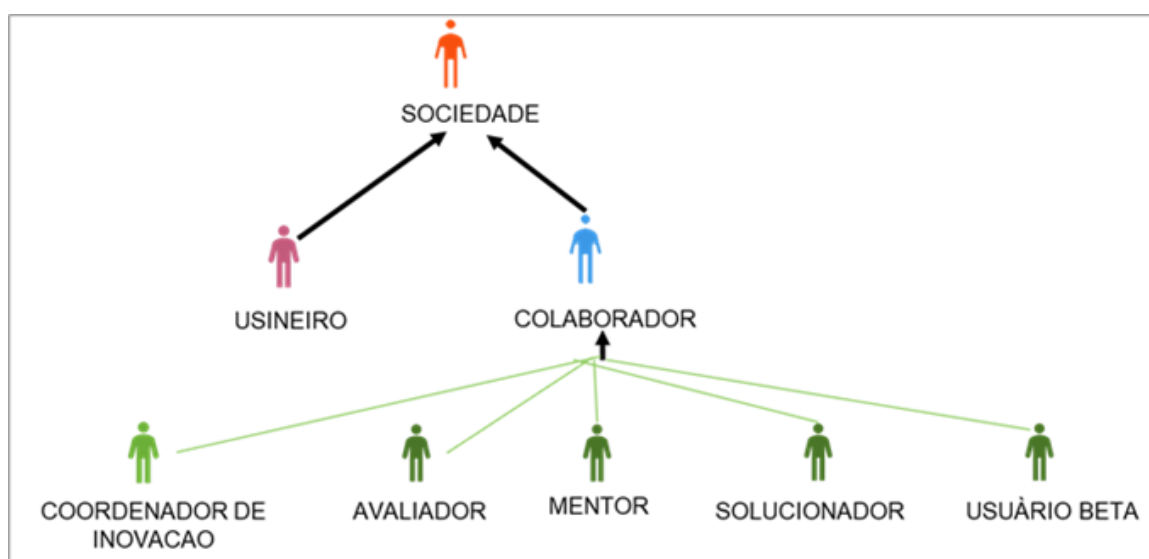 SOCIEDADE
USINEIRO
COLABORADOR
COORDENADOR DE
INOVACAO
AVALIADOR
MENTOR
SOLUCIONADOR
USUÀRIO BETA